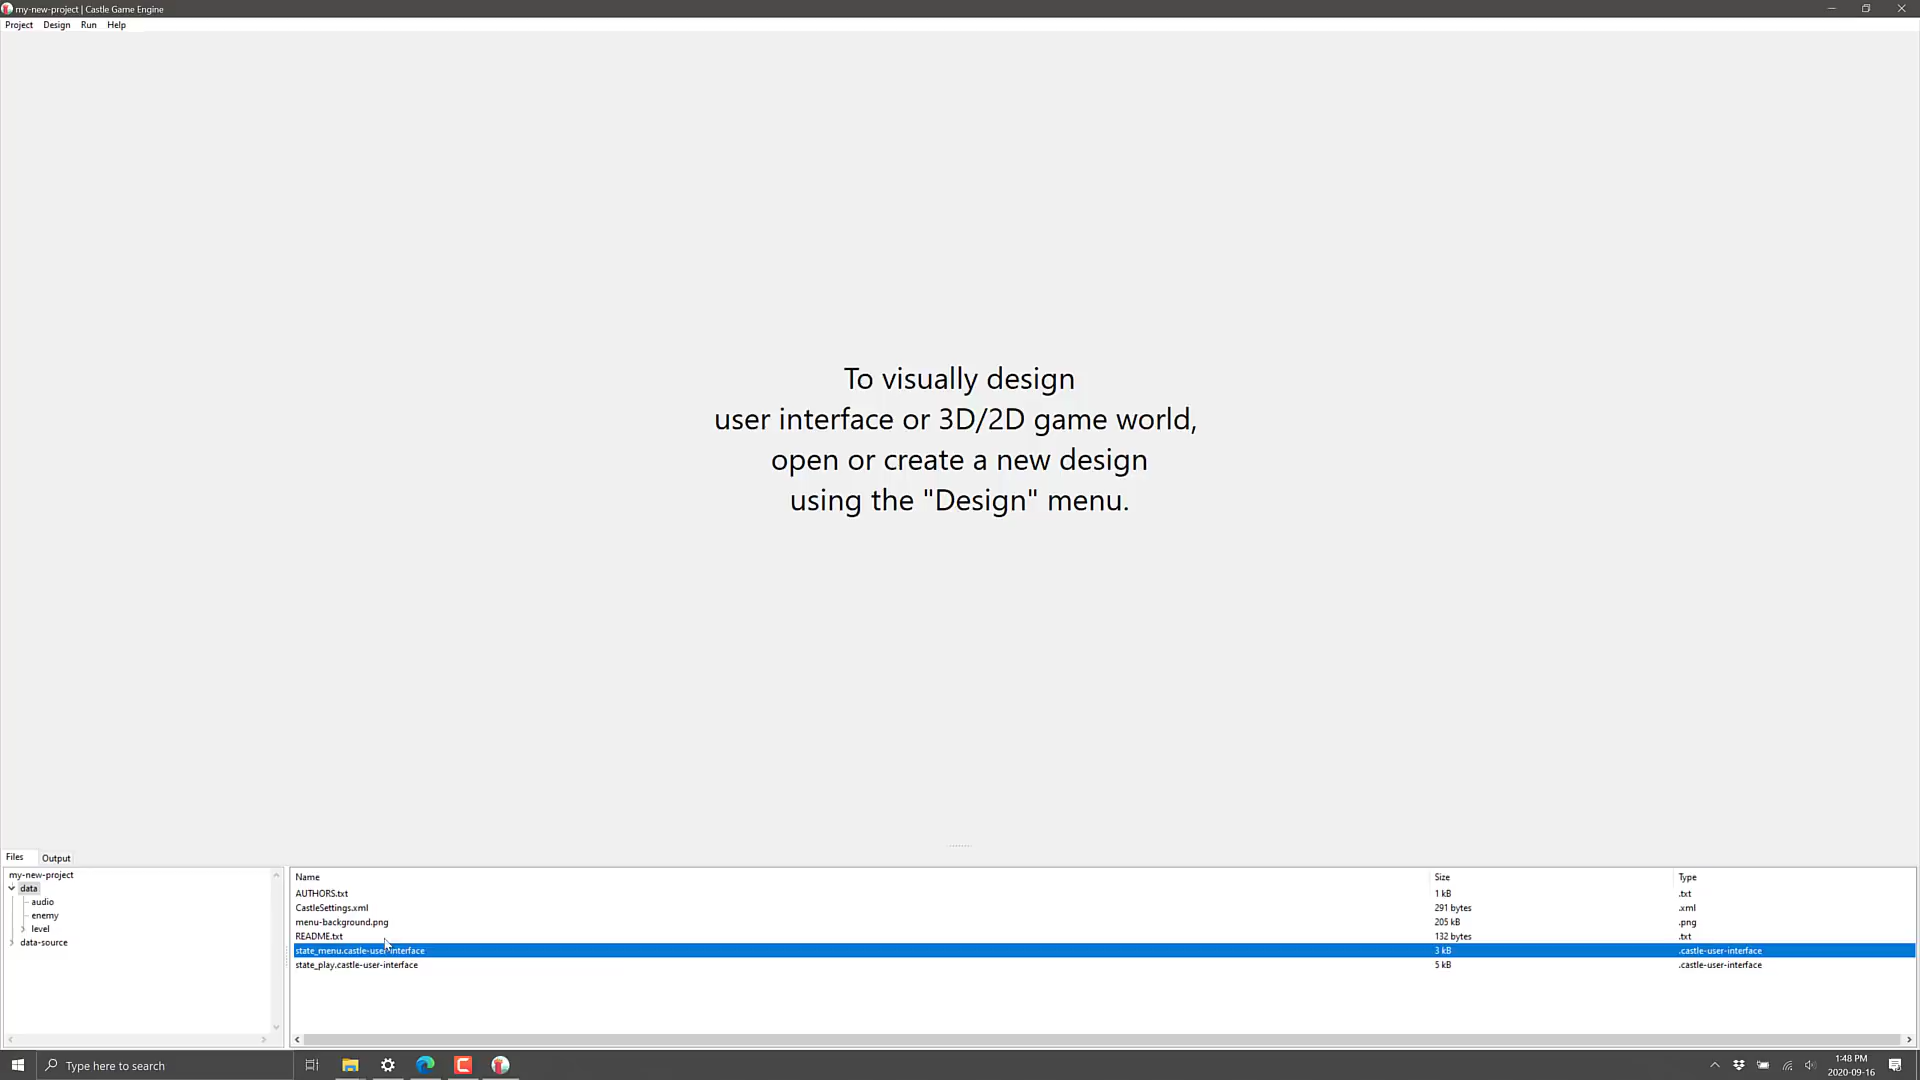 my-new-project | Castle Game Engine
Project Design Run Help
To visually design
user interface or 3D/2D game world,
open or create a new design
using the "Design" menu.
Files Output
my-new-project
data
audio
enemy
level
data-source
Name Size Type
AUTHORS.txt 1 kB .txt
CastleSettings.xml 291 bytes .xml
menu-background.png 205 kB .png
README.txt 132 bytes .txt
state_menu.castle-user-interface 3 kB .castle-user-interface
state_play.castle-user-interface 5 kB .castle-user-interface
Type here to search
1:48 PM
2020-09-16